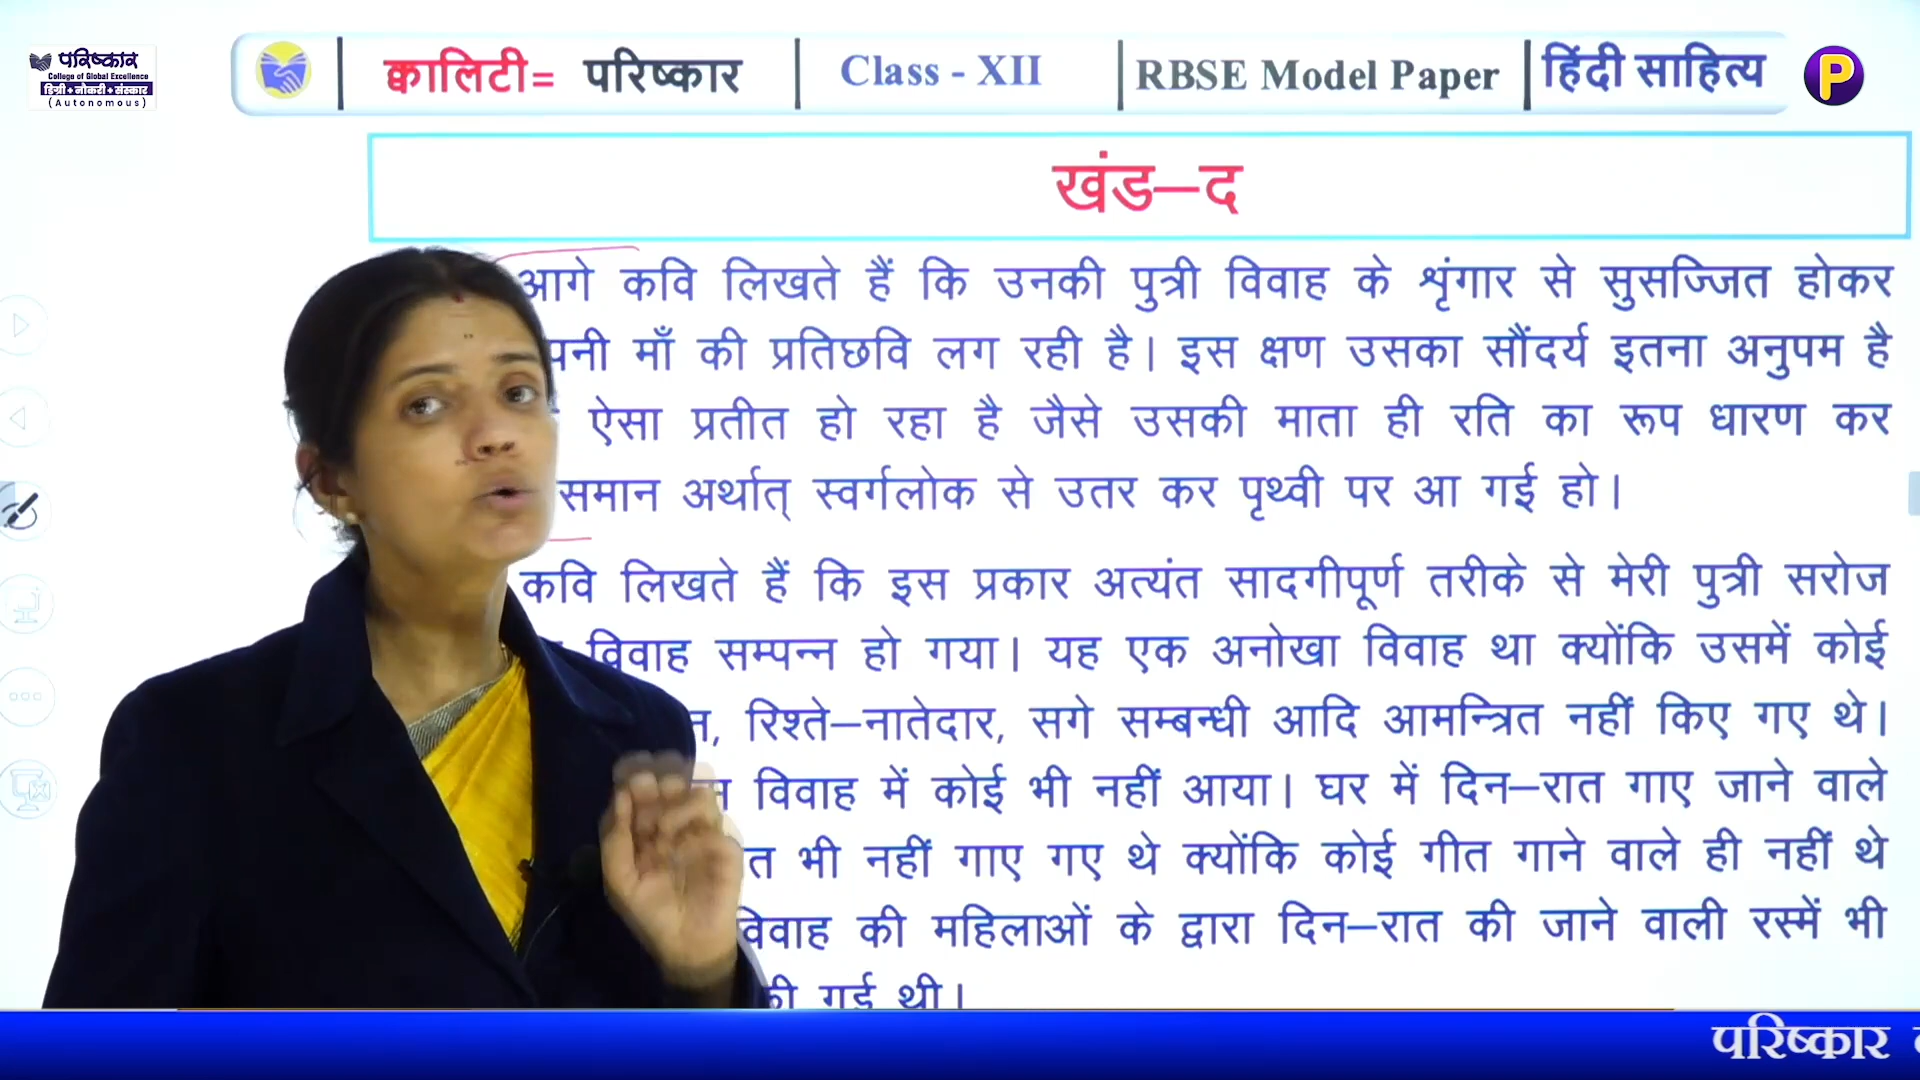 परिष्कार
College of Global Excellence
डिग्री + नौकरी + संस्कार
(Autonomous)
क्वालिटी= परिष्कार
Class - XII
RBSE Model Paper
हिंदी साहित्य
P
खंड–द
आगे कवि लिखते हैं कि उनकी पुत्री विवाह के शृंगार से सुसज्जित होकर
पनी माँ की प्रतिछवि लग रही है। इस क्षण उसका सौंदर्य इतना अनुपम है
ऐसा प्रतीत हो रहा है जैसे उसकी माता ही रति का रूप धारण कर
समान अर्थात् स्वर्गलोक से उतर कर पृथ्वी पर आ गई हो।
कवि लिखते हैं कि इस प्रकार अत्यंत सादगीपूर्ण तरीके से मेरी पुत्री सरोज
विवाह सम्पन्न हो गया। यह एक अनोखा विवाह था क्योंकि उसमें कोई
न, रिश्ते–नातेदार, सगे सम्बन्धी आदि आमन्त्रित नहीं किए गए थे।
विवाह में कोई भी नहीं आया। घर में दिन–रात गाए जाने वाले
त भी नहीं गाए गए थे क्योंकि कोई गीत गाने वाले ही नहीं थे
विवाह की महिलाओं के द्वारा दिन–रात की जाने वाली रस्में भी
की गई थी।
परिष्कार